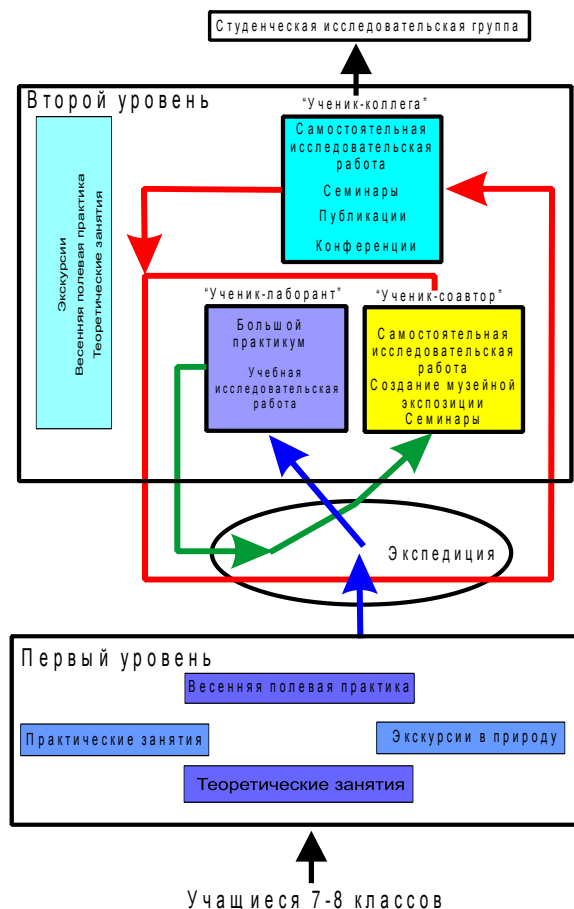 Студенческая исследовательская группа
Второй уровень
"Ученик-коллега"
Самостоятельная
исследовательская
работа
Семинары
Публикации
Конференции
Экскурсии
Весенняя полевая практика
Теоретические занятия
"Ученик-лаборант"
Большой
практикум
Учебная
исследовательская
работа
"Ученик-соавтор"
Самостоятельная
исследовательская
работа
Создание музейной
экспозиции
Семинары
Экспедиция
Первый уровень
Весенняя полевая практика
Практические занятия
Экскурсии в природу
Теоретические занятия
Учащиеся 7-8 классов